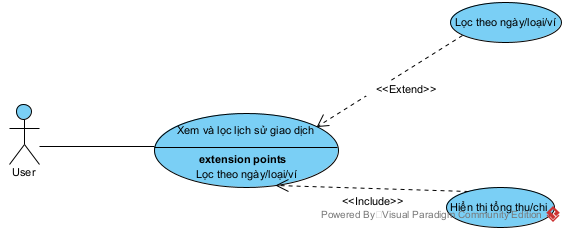 Lọc theo ngày/loại/ví
<<Extend>>
Xem và lọc lịch sử giao dịch
extension points
Lọc theo ngày/loại/ví
User
<<Include>>
Hiển thị tổng thu/chi
Powered By Visual Paradigm Community Edition